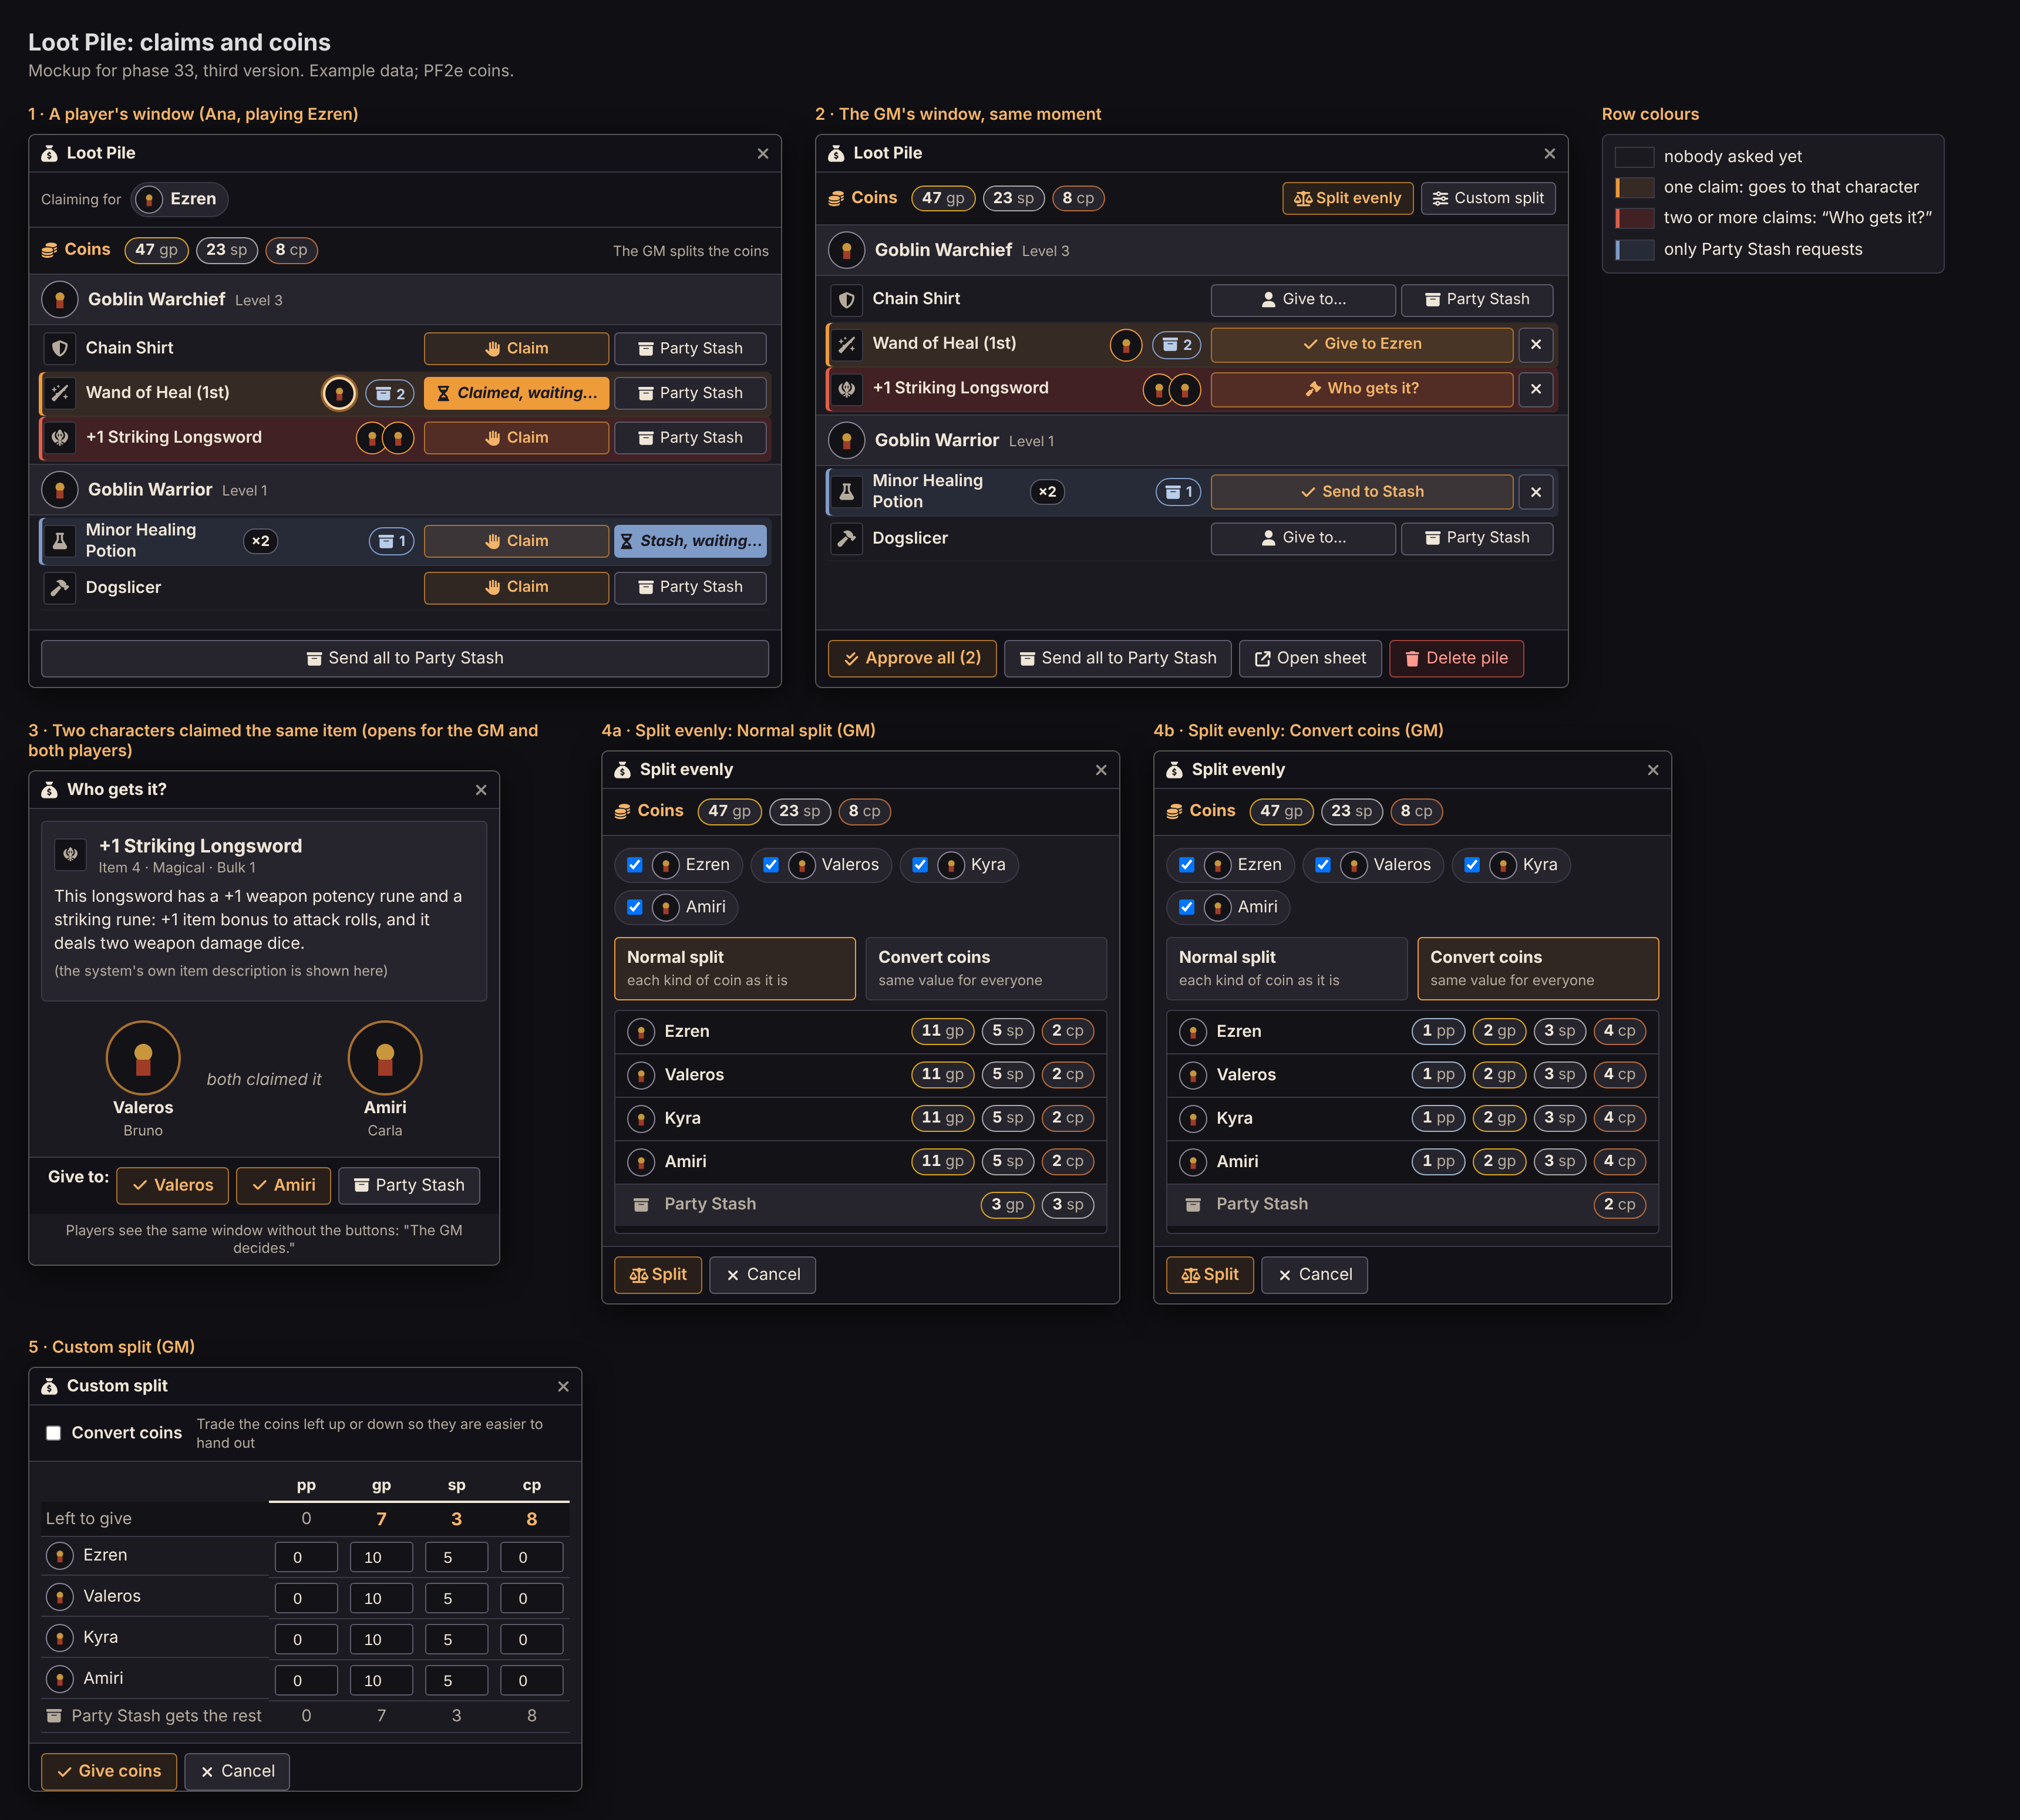 Loot Pile: claims and coins
Mockup for phase 33, third version. Example data; PF2e coins.
1 · A player's window (Ana, playing Ezren)
Loot Pile
Claiming for Ezren
Coins 47 gp 23 sp 8 cp The GM splits the coins
Goblin Warchief Level 3
Chain Shirt Claim Party Stash
Wand of Heal (1st) 2 Claimed, waiting... Party Stash
+1 Striking Longsword Claim Party Stash
Goblin Warrior Level 1
Minor Healing
Potion ×2 1 Claim Stash, waiting...
Dogslicer Claim Party Stash
Send all to Party Stash
2 · The GM's window, same moment
Loot Pile
Coins 47 gp 23 sp 8 cp Split evenly Custom split
Goblin Warchief Level 3
Chain Shirt Give to... Party Stash
Wand of Heal (1st) 2 Give to Ezren
+1 Striking Longsword Who gets it?
Goblin Warrior Level 1
Minor Healing
Potion ×2 1 Send to Stash
Dogslicer Give to... Party Stash
Approve all (2) Send all to Party Stash Open sheet Delete pile
Row colours
nobody asked yet
one claim: goes to that character
two or more claims: “Who gets it?”
only Party Stash requests
3 · Two characters claimed the same item (opens for the GM and
both players)
Who gets it?
+1 Striking Longsword
Item 4 · Magical · Bulk 1
This longsword has a +1 weapon potency rune and a
striking rune: +1 item bonus to attack rolls, and it
deals two weapon damage dice.
(the system's own item description is shown here)
both claimed it
Valeros Amiri
Bruno Carla
Give to: Valeros Amiri Party Stash
Players see the same window without the buttons: "The GM
decides."
4a · Split evenly: Normal split (GM)
Split evenly
Coins 47 gp 23 sp 8 cp
Ezren Valeros Kyra
Amiri
Normal split Convert coins
each kind of coin as it is same value for everyone
Ezren 11 gp 5 sp 2 cp
Valeros 11 gp 5 sp 2 cp
Kyra 11 gp 5 sp 2 cp
Amiri 11 gp 5 sp 2 cp
Party Stash 3 gp 3 sp
Split Cancel
4b · Split evenly: Convert coins (GM)
Split evenly
Coins 47 gp 23 sp 8 cp
Ezren Valeros Kyra
Amiri
Normal split Convert coins
each kind of coin as it is same value for everyone
Ezren 1 pp 2 gp 3 sp 4 cp
Valeros 1 pp 2 gp 3 sp 4 cp
Kyra 1 pp 2 gp 3 sp 4 cp
Amiri 1 pp 2 gp 3 sp 4 cp
Party Stash 2 cp
Split Cancel
5 · Custom split (GM)
Custom split
Convert coins Trade the coins left up or down so they are easier to
hand out
pp gp sp cp
Left to give 0 7 3 8
Ezren 0 10 5 0
Valeros 0 10 5 0
Kyra 0 10 5 0
Amiri 0 10 5 0
Party Stash gets the rest 0 7 3 8
Give coins Cancel